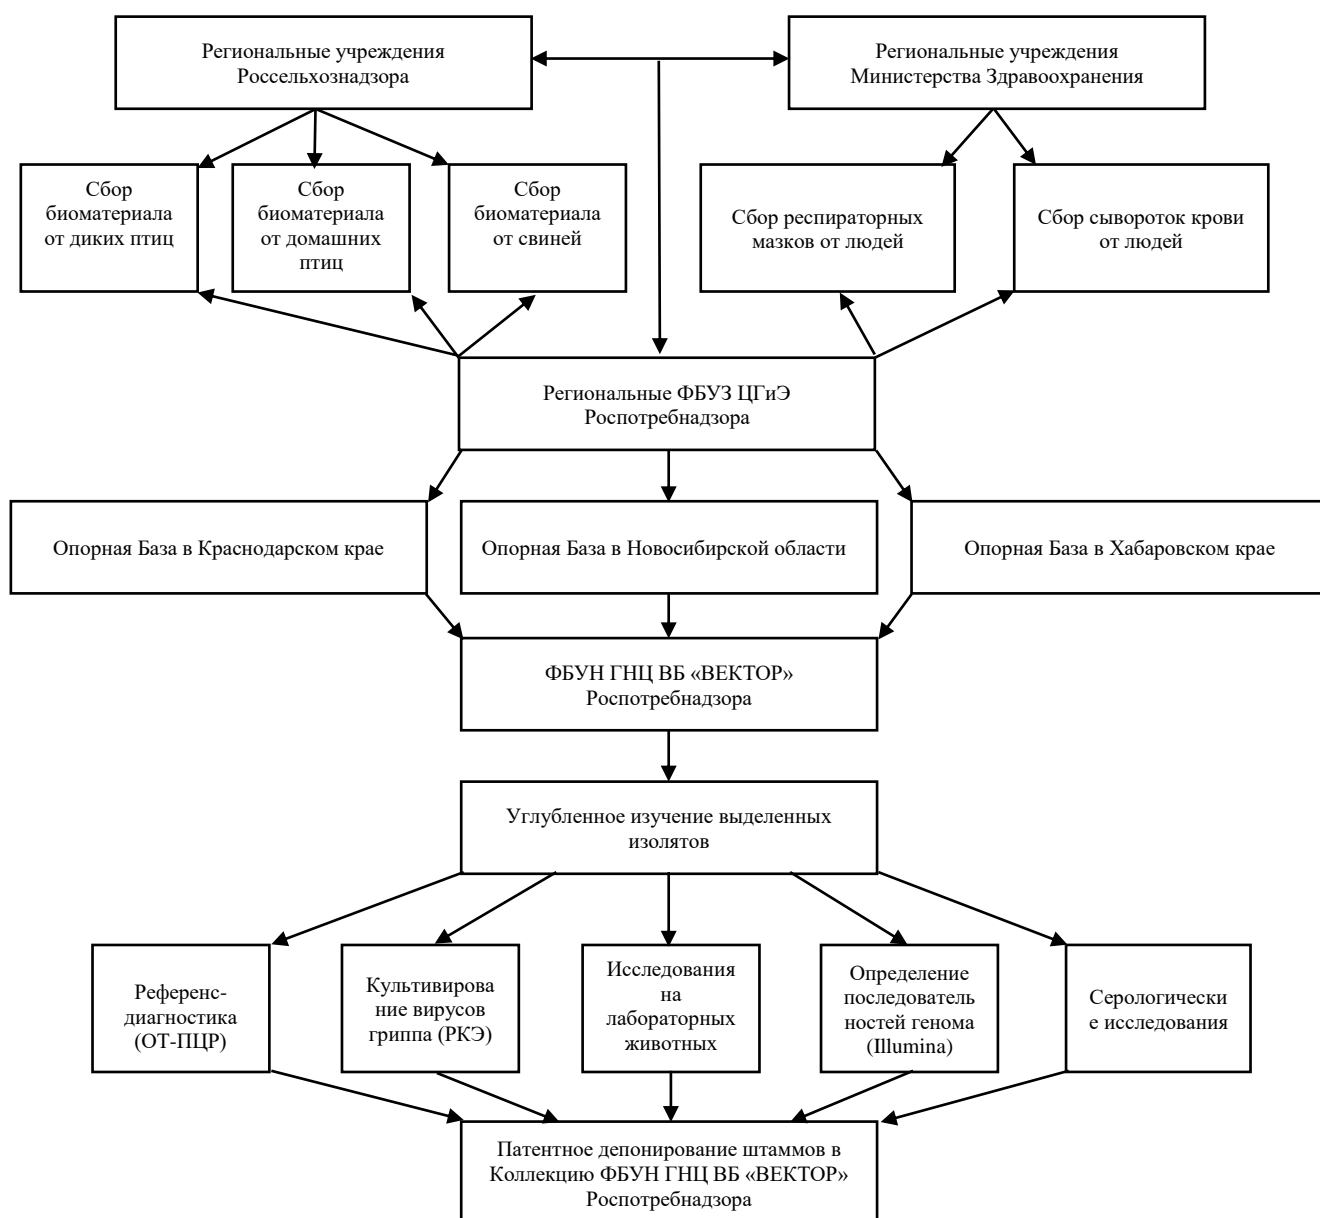 Региональные учреждения
Россельхознадзора
Региональные учреждения
Министерства Здравоохранения
Сбор
биоматериала
от диких птиц
Сбор
биоматериала
от домашних
птиц
Сбор
биоматериала
от свиней
Сбор респираторных
мазков от людей
Сбор сывороток крови
от людей
Региональные ФБУЗ ЦГиЭ
Роспотребнадзора
Опорная База в Краснодарском крае
Опорная База в Новосибирской области
Опорная База в Хабаровском крае
ФБУН ГНЦ ВБ «ВЕКТОР»
Роспотребнадзора
Углубленное изучение выделенных
изолятов
Референс-
диагностика
(ОТ-ПЦР)
Культивирова
ние вирусов
гриппа (РКЭ)
Исследования
на
лабораторных
животных
Определение
последователь
ностей генома
(Illumina)
Серологически
е исследования
Патентное депонирование штаммов в
Коллекцию ФБУН ГНЦ ВБ «ВЕКТОР»
Роспотребнадзора